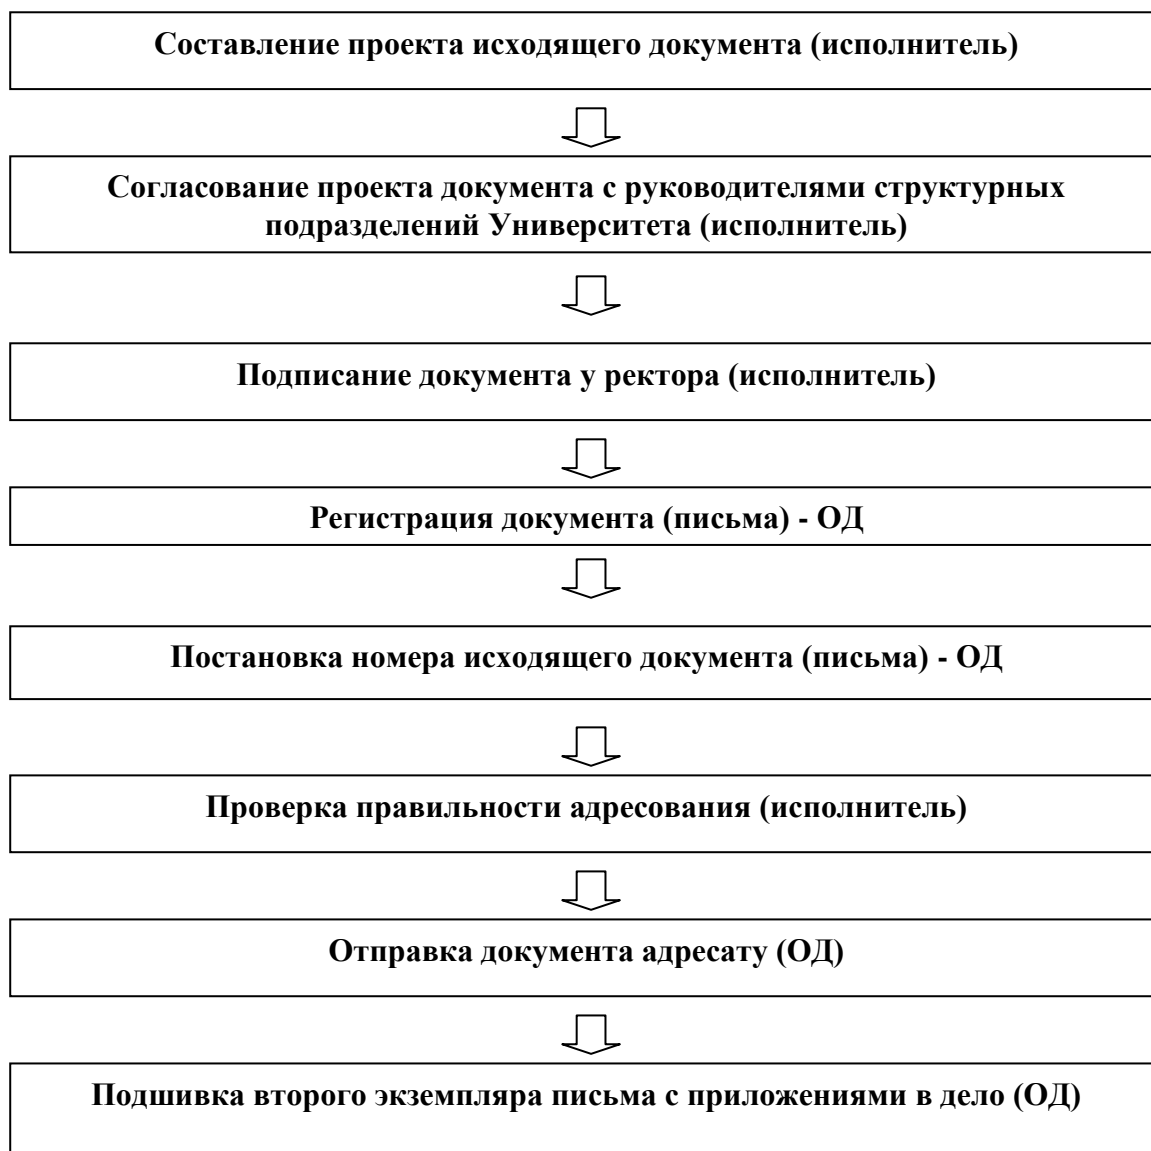 Составление проекта исходящего документа (исполнитель)
Согласование проекта документа с руководителями структурных
подразделений Университета (исполнитель)
Подписание документа у ректора (исполнитель)
Регистрация документа (письма) - ОД
Постановка номера исходящего документа (письма) - ОД
Проверка правильности адресования (исполнитель)
Отправка документа адресату (ОД)
Подшивка второго экземпляра письма с приложениями в дело (ОД)